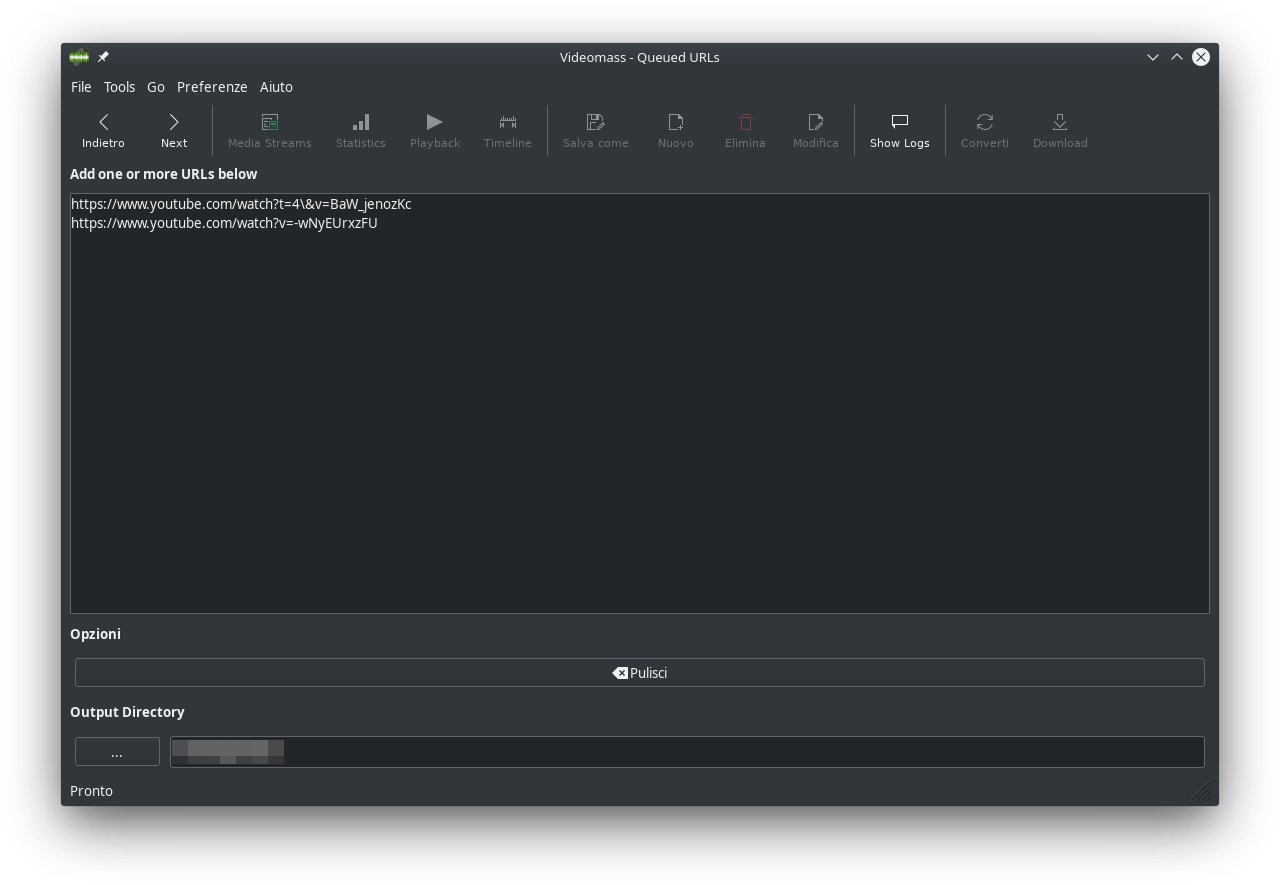 Videomass - Queued URLs
File Tools Go Preferenze Aiuto
Indietro Next Media Streams Statistics Playback Timeline Salva come Nuovo Elimina Modifica Show Logs Converti Download
Add one or more URLs below
https://www.youtube.com/watch?t=4\&v=BaW_jenozKc
https://www.youtube.com/watch?v=-wNyEUrxzFU
Opzioni
Pulisci
Output Directory
...
Pronto